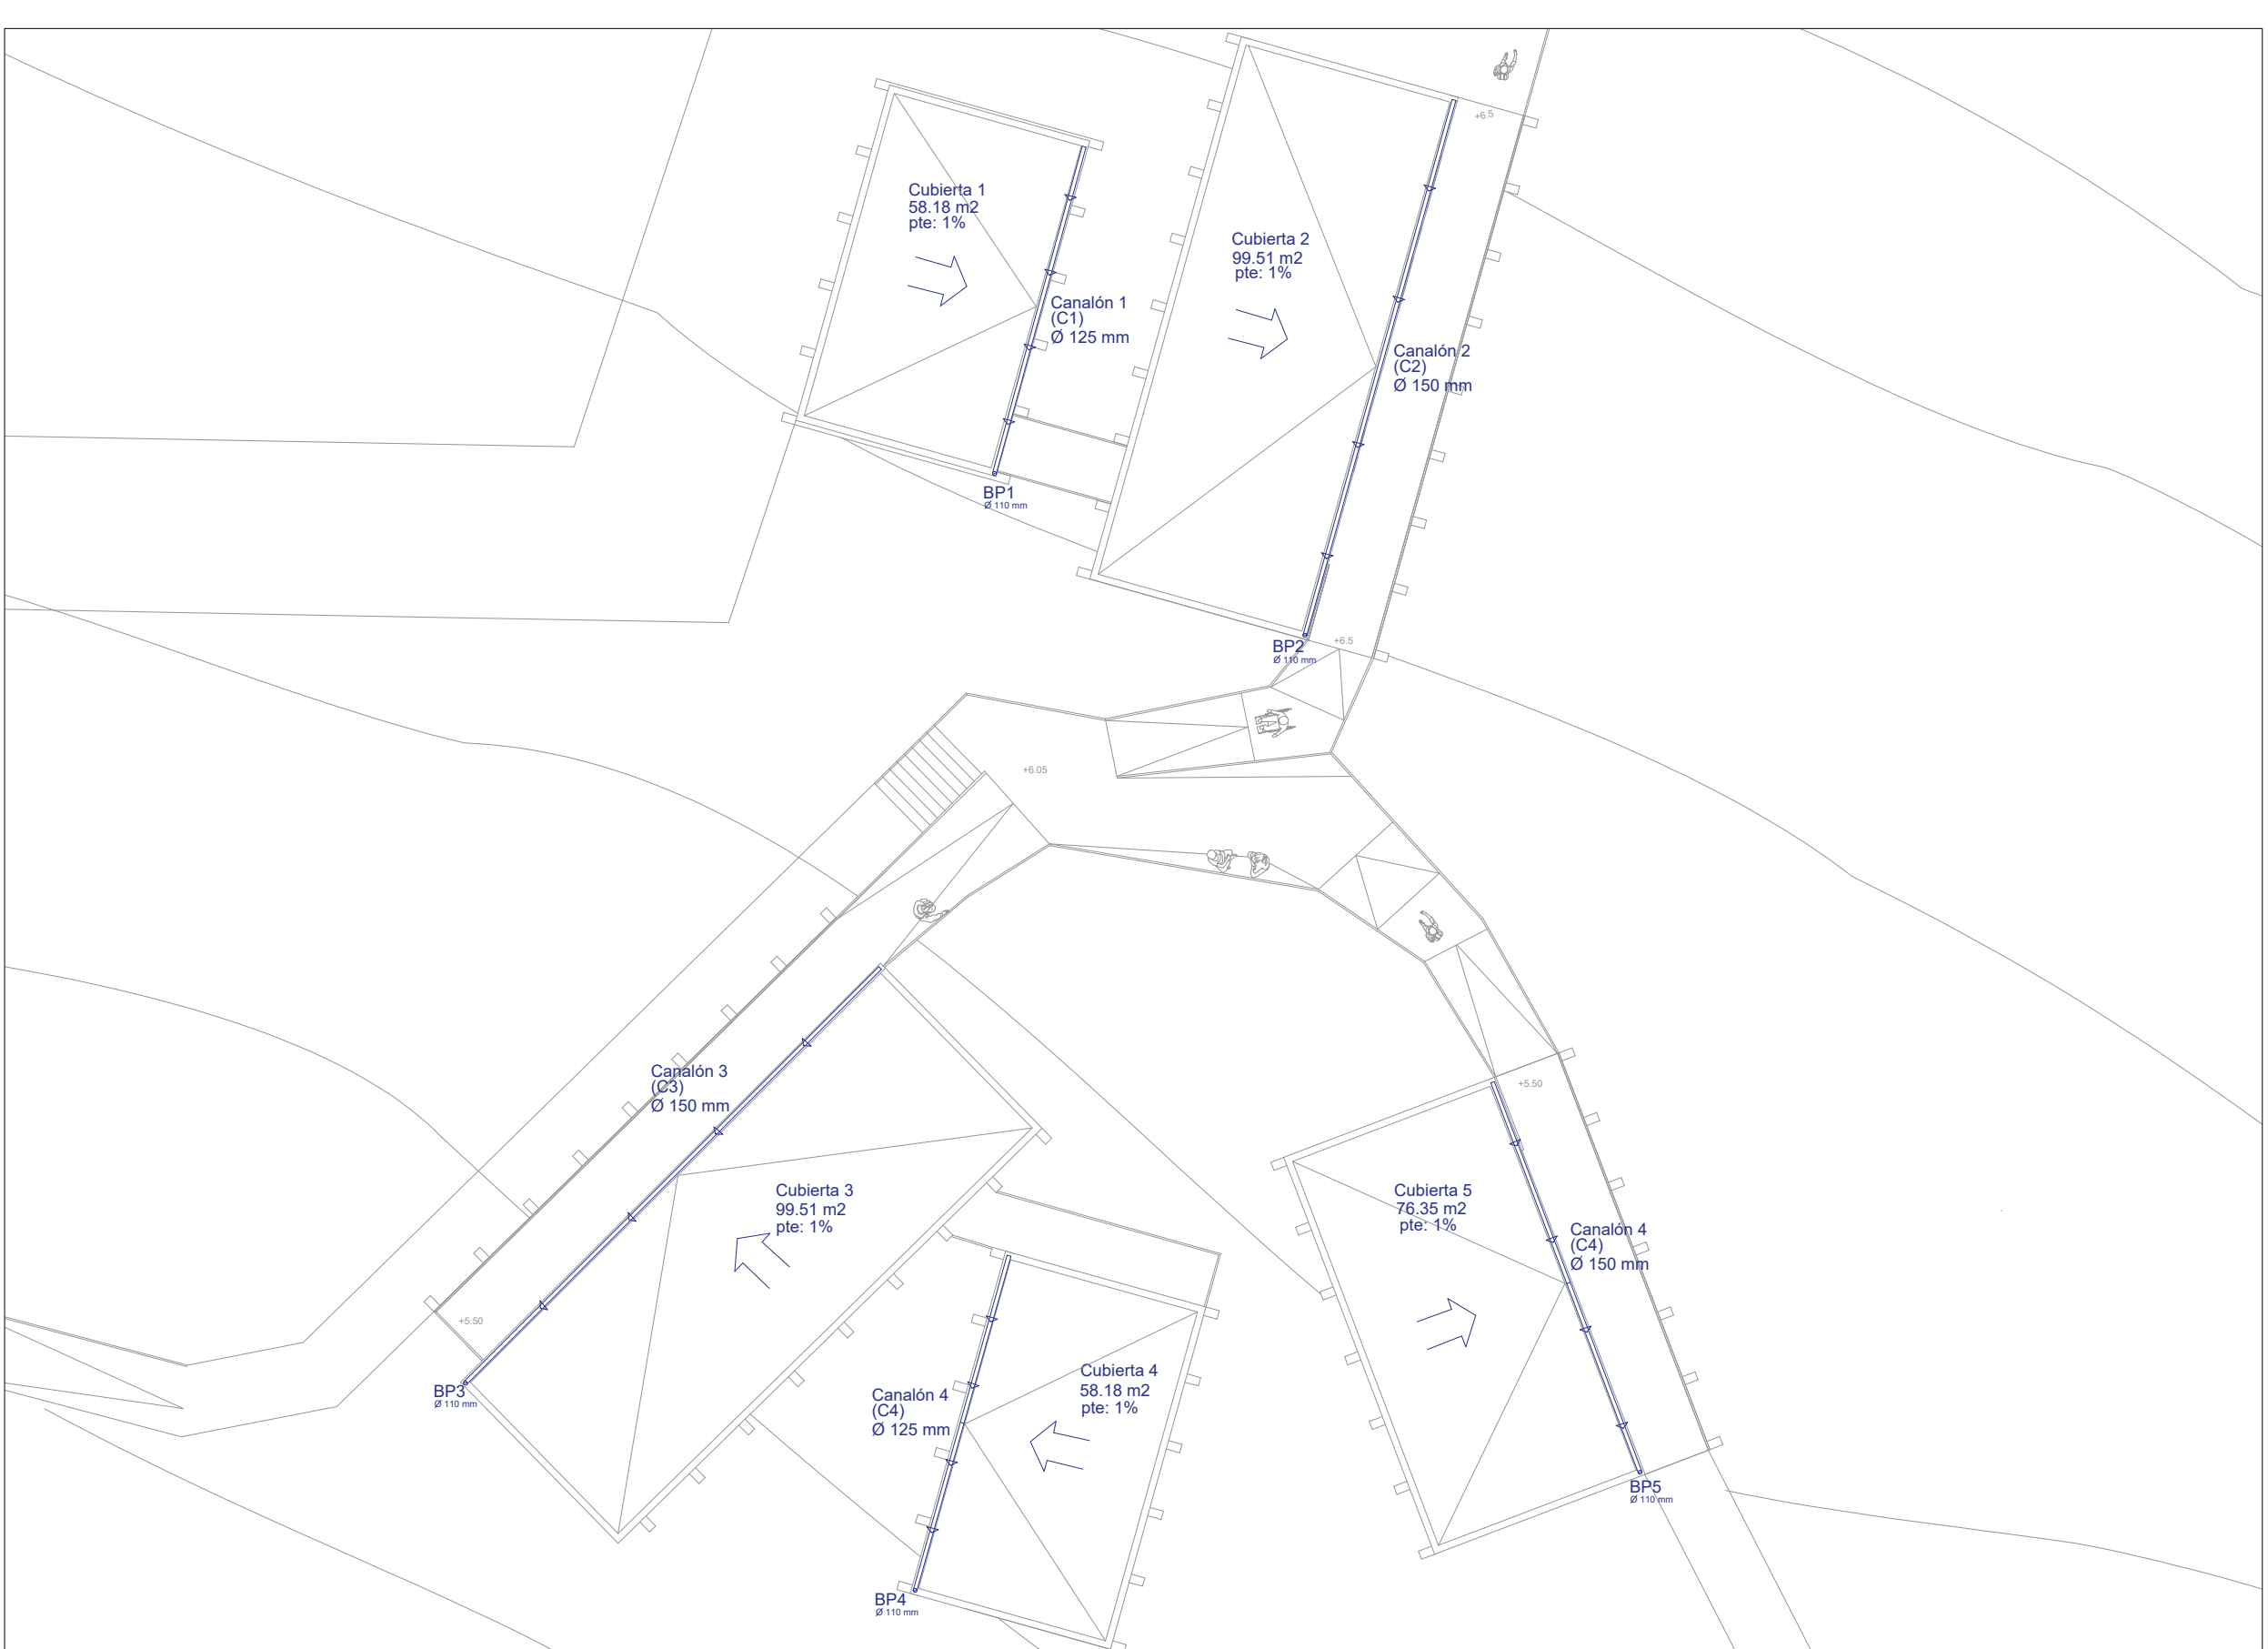 +6.5
Cubierta 1
58.18 m2
pte: 1%
Cubierta 2
99.51 m2
pte: 1%
Canalón 1
(C1)
Ø 125 mm
Canalón 2
(C2)
Ø 150 mm
BP1
Ø 110 mm
BP2
Ø 110 mm
+6.5
+6.05
Canalón 3
(C3)
Ø 150 mm
+5.50
Cubierta 3
99.51 m2
pte: 1%
Cubierta 5
76.35 m2
pte: 1%
Canalón 4
(C4)
Ø 150 mm
+5.50
BP3
Ø 110 mm
Canalón 4
(C4)
Ø 125 mm
Cubierta 4
58.18 m2
pte: 1%
BP5
Ø 110 mm
BP4
Ø 110 mm